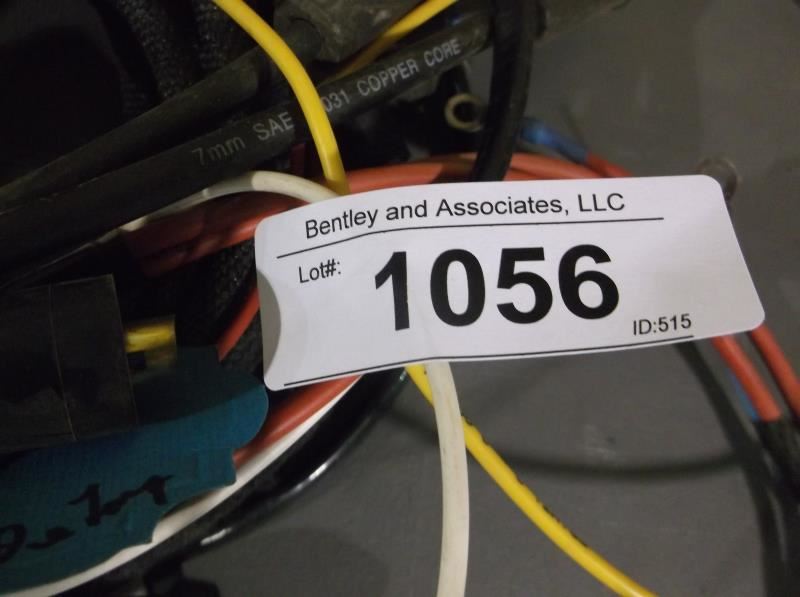 7mm SAE 031 COPPER CORE
Bentley and Associates, LLC
Lot#:
1056
ID:515